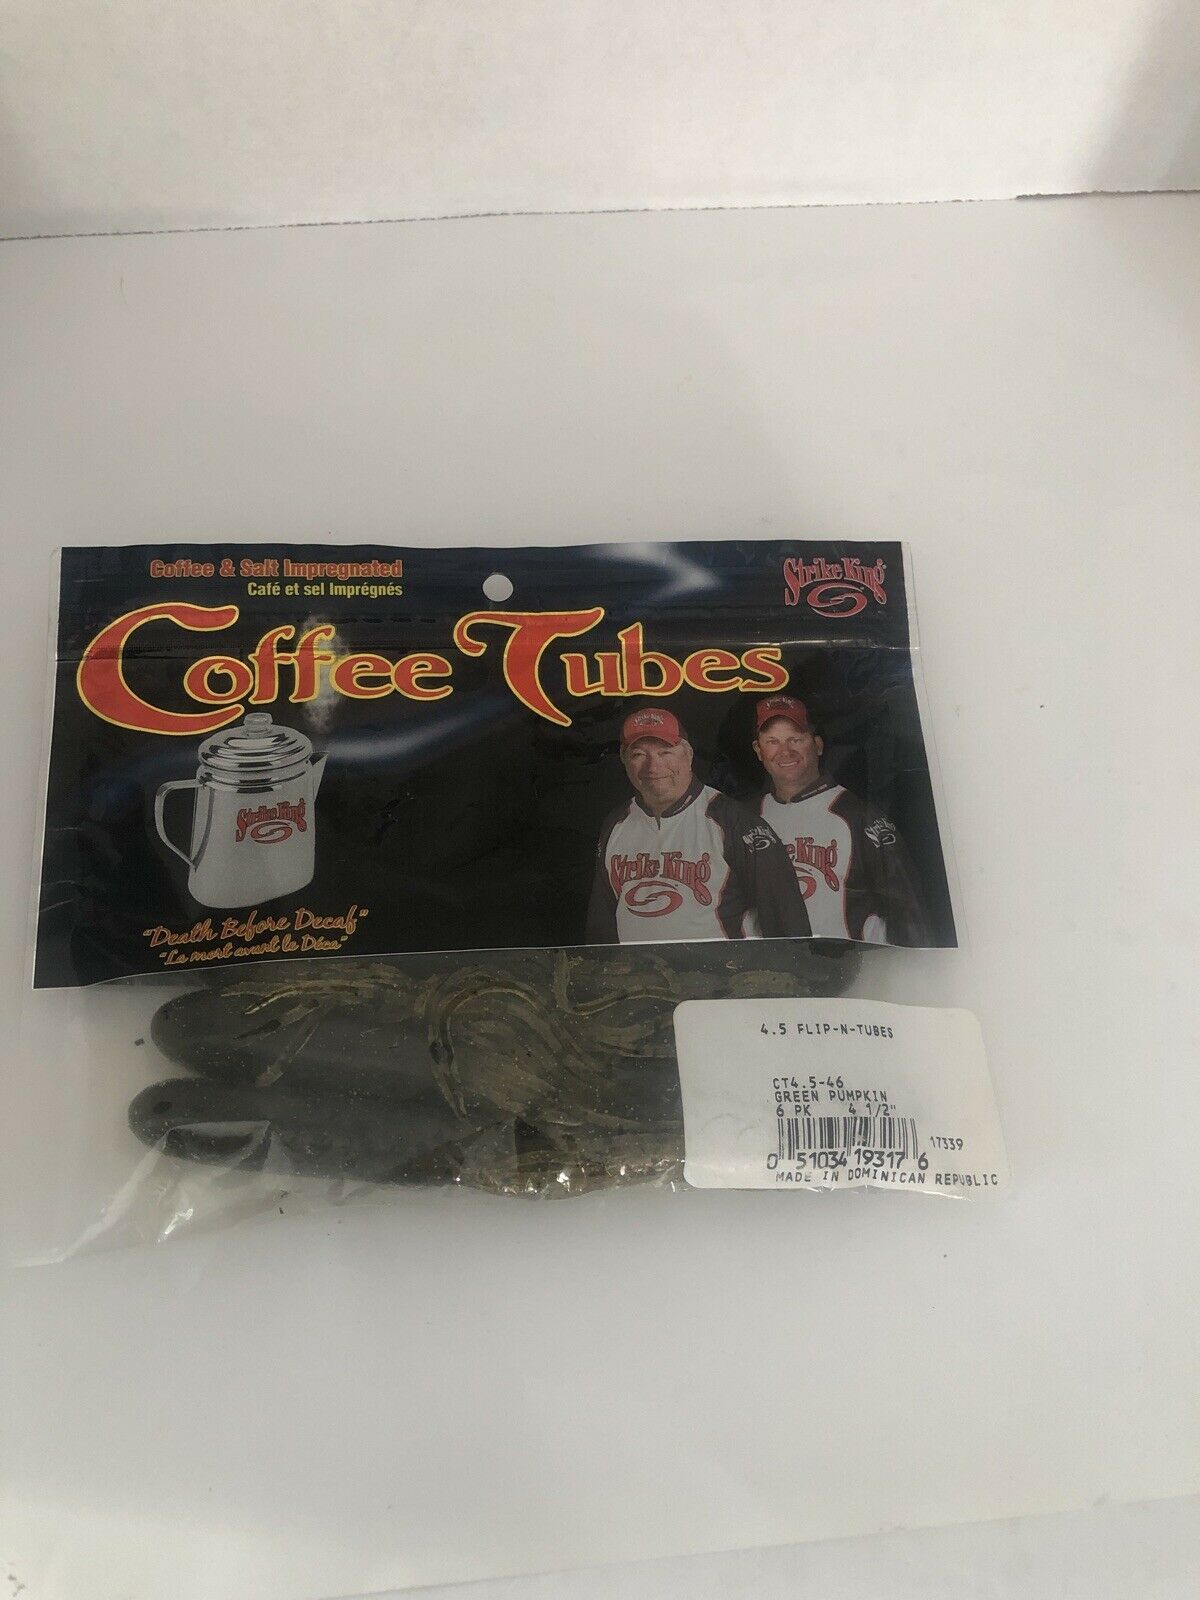 Coffee & Salt Impregnated
Café et sel Imprégnés
Strike King
Coffee Tubes
Strike King
Strike King
Strike King
"Death Before Decaf"
"La mort avant le Déca"
4.5 FLIP-N-TUBES
CT4.5-46
GREEN PUMPKIN
6 PK 4 1/2"
17339
0 51034 19317 6
MADE IN DOMINICAN REPUBLIC